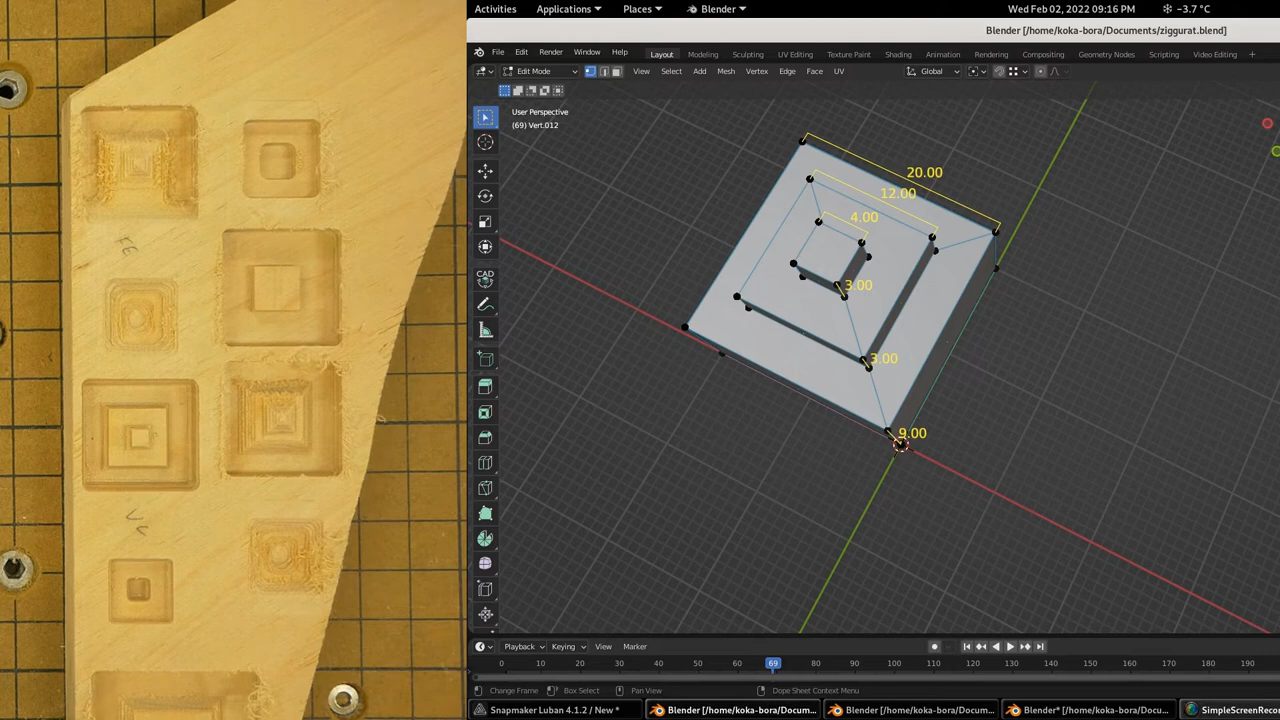 Activities Applications Places Blender Wed Feb 02, 2022 09:16 PM -3.7 °C
Blender [/home/koka-bora/Documents/ziggurat.blend]
File Edit Render Window Help Layout Modeling Sculpting UV Editing Texture Paint Shading Animation Rendering Compositing Geometry Nodes Scripting Video Editing +
Edit Mode View Select Add Mesh Vertex Edge Face UV Global
User Perspective
(69) Vert.012
20.00
12.00
4.00
3.00
3.00
9.00
CAD
Playback Keying View Marker
0 10 20 30 40 50 60 69 80 90 100 110 120 130 140 150 160 170 180 190
Change Frame Box Select Pan View Dope Sheet Context Menu
Snapmaker Luban 4.1.2 / New * Blender [/home/koka-bora/Docum... Blender [/home/koka-bora/Docum... Blender* [/home/koka-bora/Docu... SimpleScreenReco